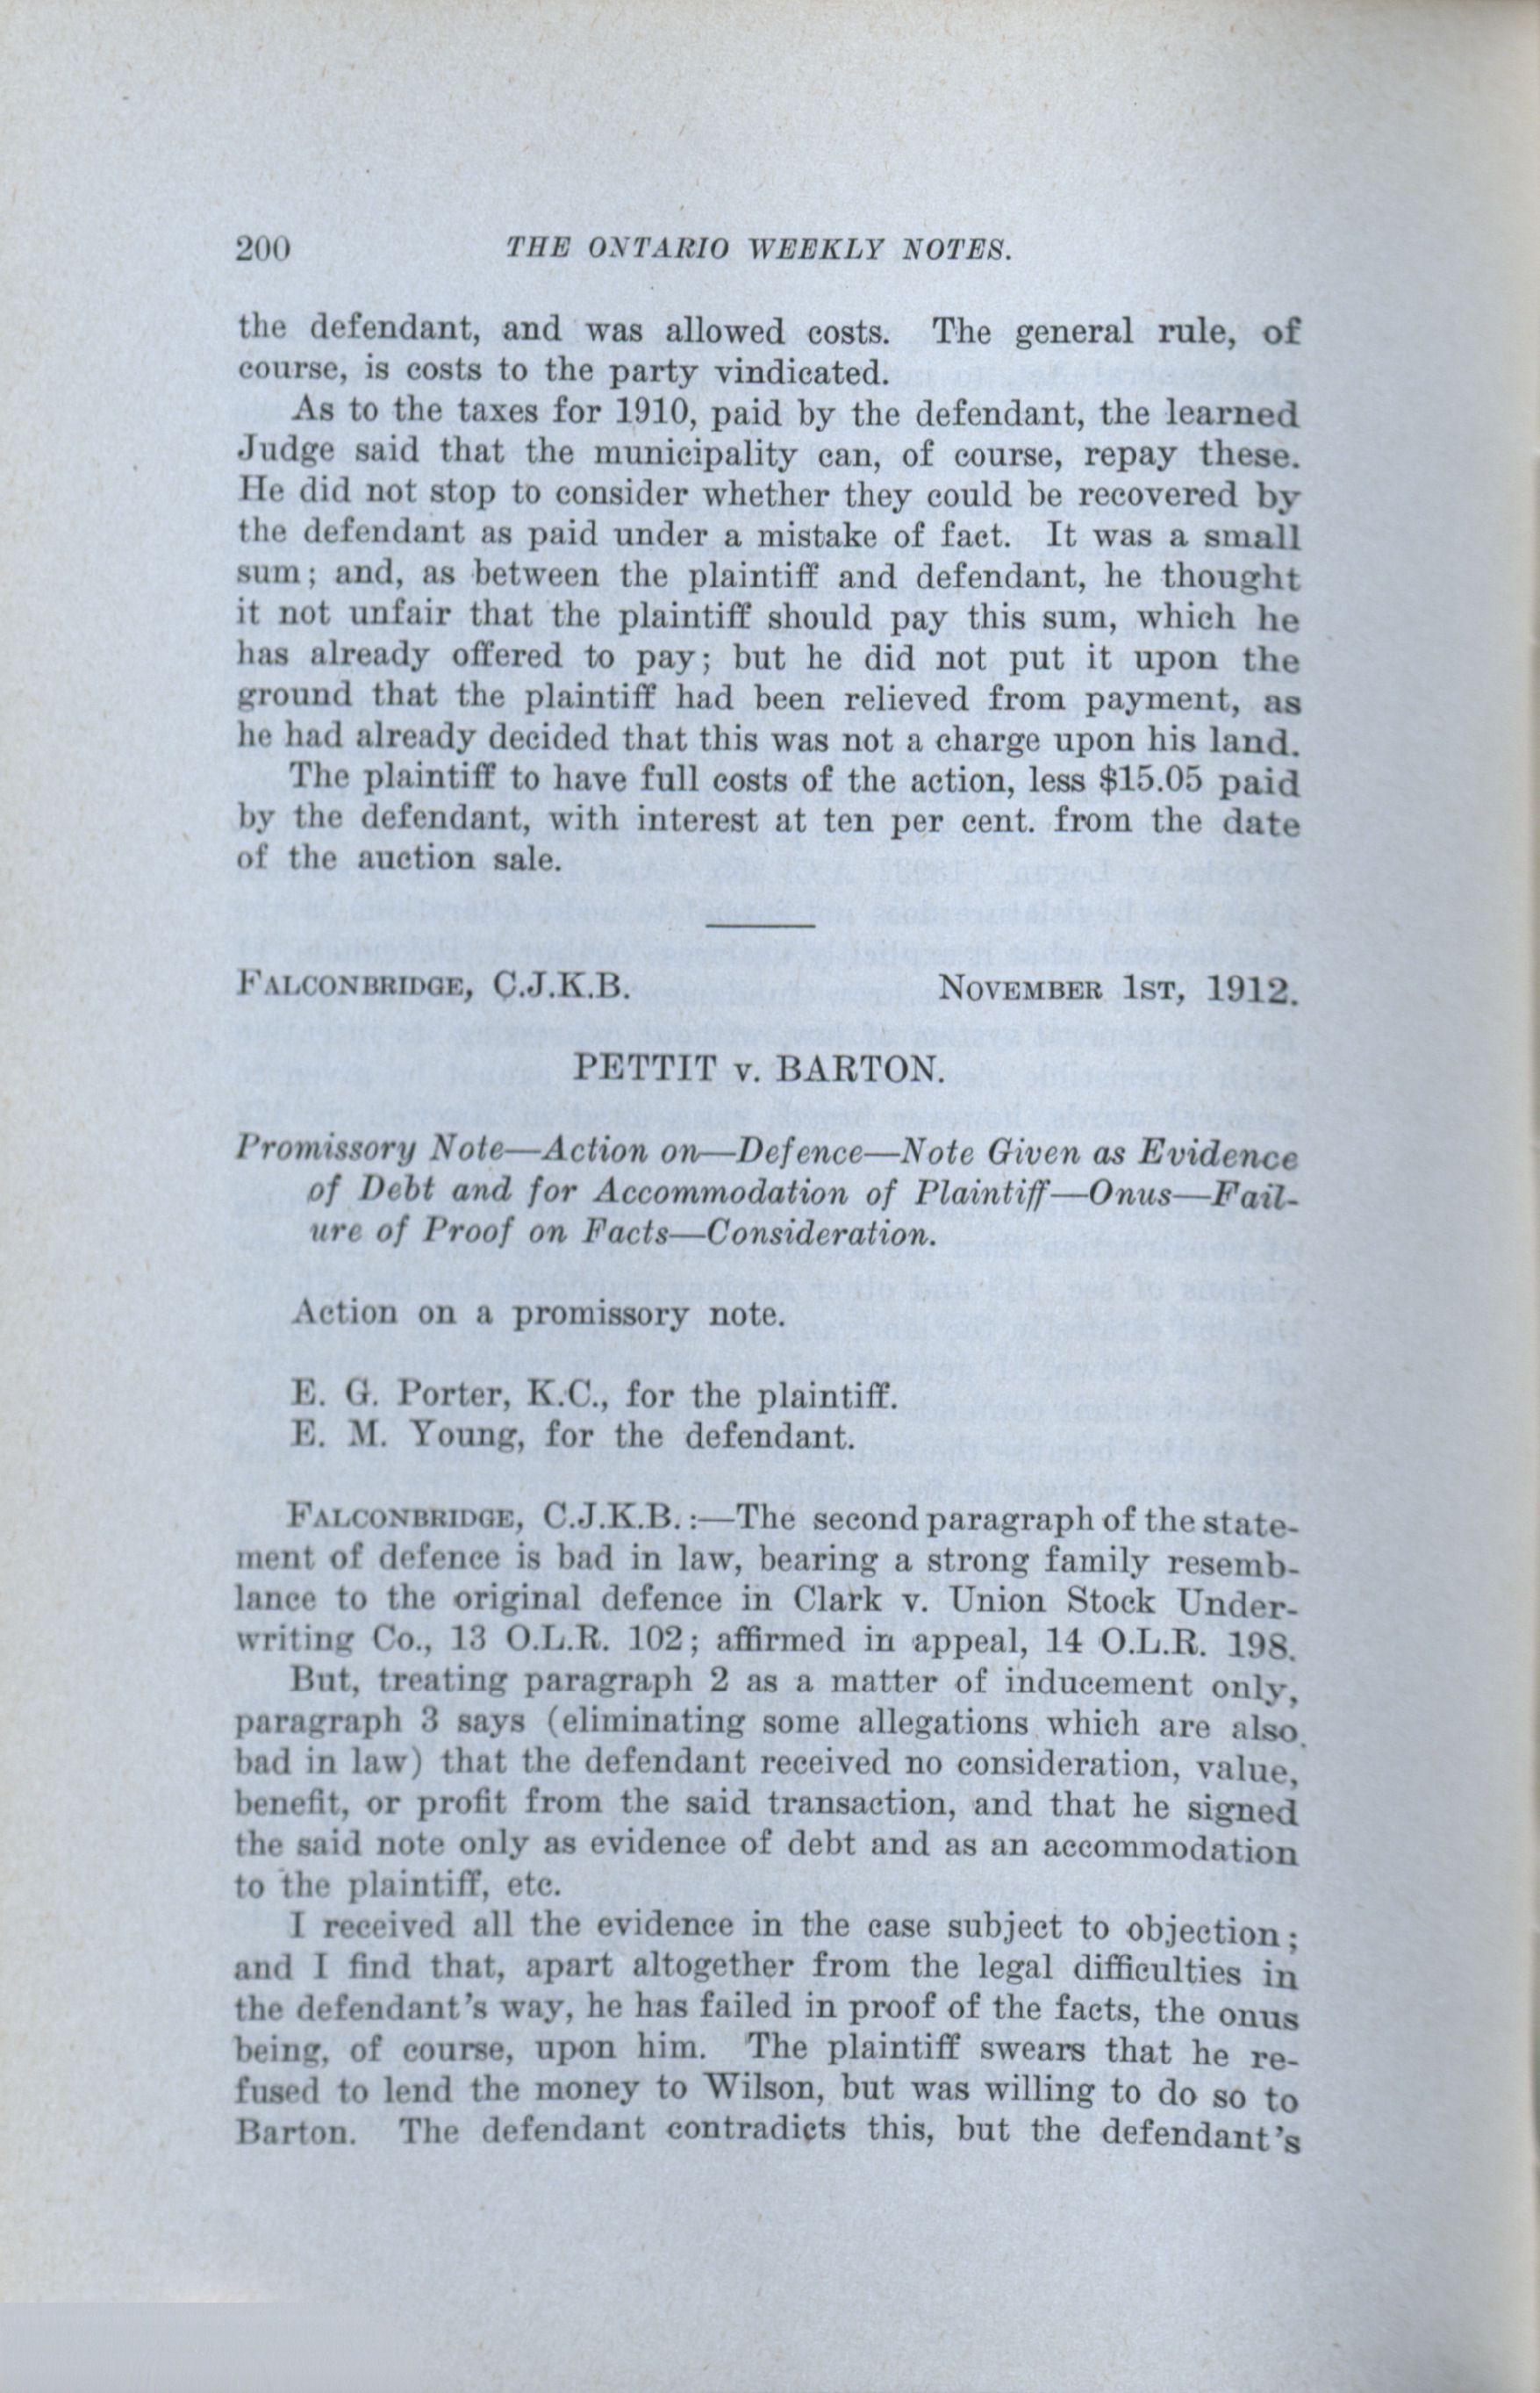 200 THE ONTARIO WEEKLY NOTES.
the defendant, and was allowed costs. The general rule, of
course, is costs to the party vindicated.
As to the taxes for 1910, paid by the defendant, the learned
Judge said that the municipality can, of course, repay these.
He did not stop to consider whether they could be recovered by
the defendant as paid under a mistake of fact. It was a small
sum; and, as between the plaintiff and defendant, he thought
it not unfair that the plaintiff should pay this sum, which he
has already offered to pay; but he did not put it upon the
ground that the plaintiff had been relieved from payment, as
he had already decided that this was not a charge upon his land.
The plaintiff to have full costs of the action, less $15.05 paid
by the defendant, with interest at ten per cent. from the date
of the auction sale.
FALCONBRIDGE, C.J.K.B. NOVEMBER 1ST, 1912.
PETTIT v. BARTON.
Promissory Note—Action on—Defence—Note Given as Evidence
of Debt and for Accommodation of Plaintiff—Onus—Fail-
ure of Proof on Facts—Consideration.
Action on a promissory note.
E. G. Porter, K.C., for the plaintiff.
E. M. Young, for the defendant.
FALCONBRIDGE, C.J.K.B.:—The second paragraph of the state-
ment of defence is bad in law, bearing a strong family resemb-
lance to the original defence in Clark v. Union Stock Under-
writing Co., 13 O.L.R. 102; affirmed in appeal, 14 O.L.R. 198.
But, treating paragraph 2 as a matter of inducement only,
paragraph 3 says (eliminating some allegations which are also
bad in law) that the defendant received no consideration, value,
benefit, or profit from the said transaction, and that he signed
the said note only as evidence of debt and as an accommodation
to the plaintiff, etc.
I received all the evidence in the case subject to objection;
and I find that, apart altogether from the legal difficulties in
the defendant's way, he has failed in proof of the facts, the onus
being, of course, upon him. The plaintiff swears that he re-
fused to lend the money to Wilson, but was willing to do so to
Barton. The defendant contradicts this, but the defendant's